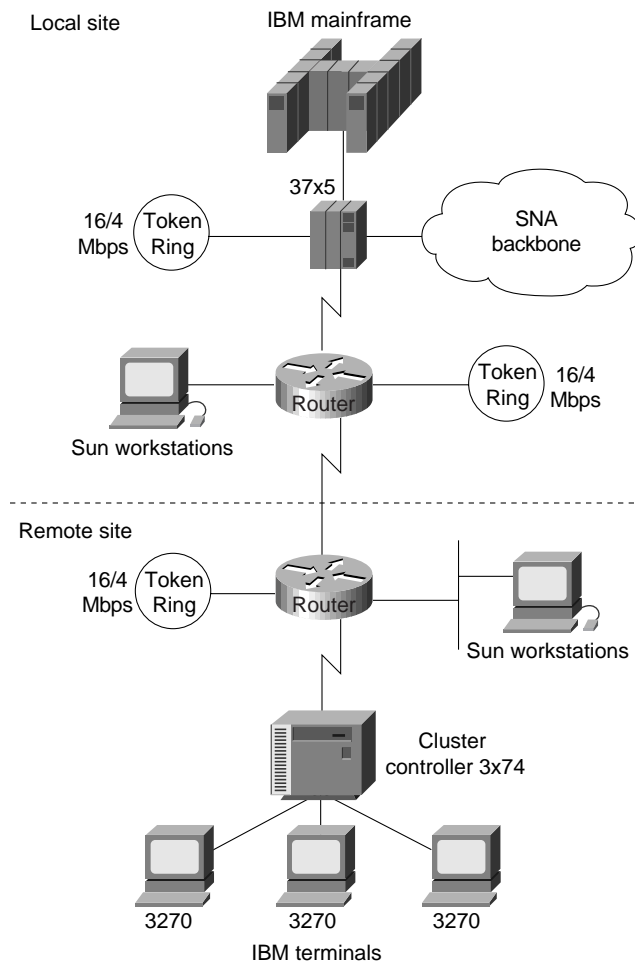 Local site
IBM mainframe
37x5
16/4
Mbps
Token
Ring
SNA
backbone
Router
Sun workstations
Token
Ring
16/4
Mbps
Remote site
16/4
Mbps
Token
Ring
Router
Sun workstations
Cluster
controller 3x74
3270
3270
3270
IBM terminals